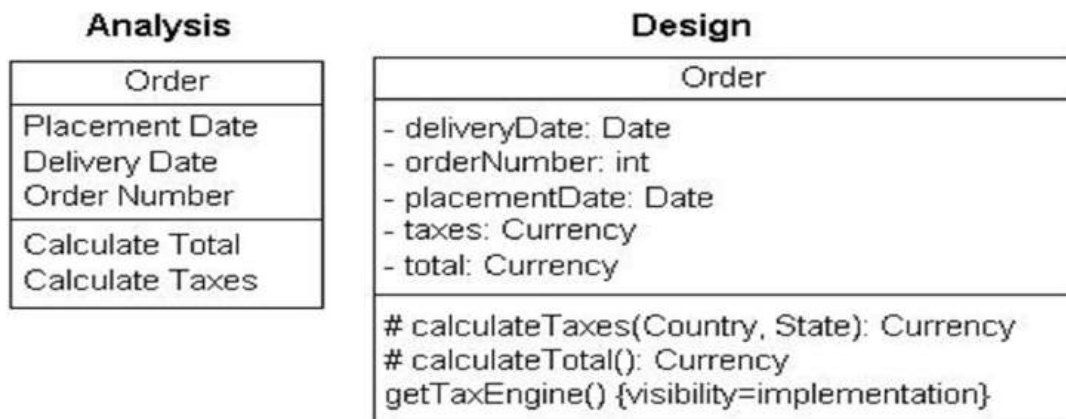 Analysis
Order
Placement Date
Delivery Date
Order Number
Calculate Total
Calculate Taxes
Design
Order
- deliveryDate: Date
- orderNumber: int
- placementDate: Date
- taxes: Currency
- total: Currency
# calculateTaxes(Country, State): Currency
# calculateTotal(): Currency
getTaxEngine() {visibility=implementation}